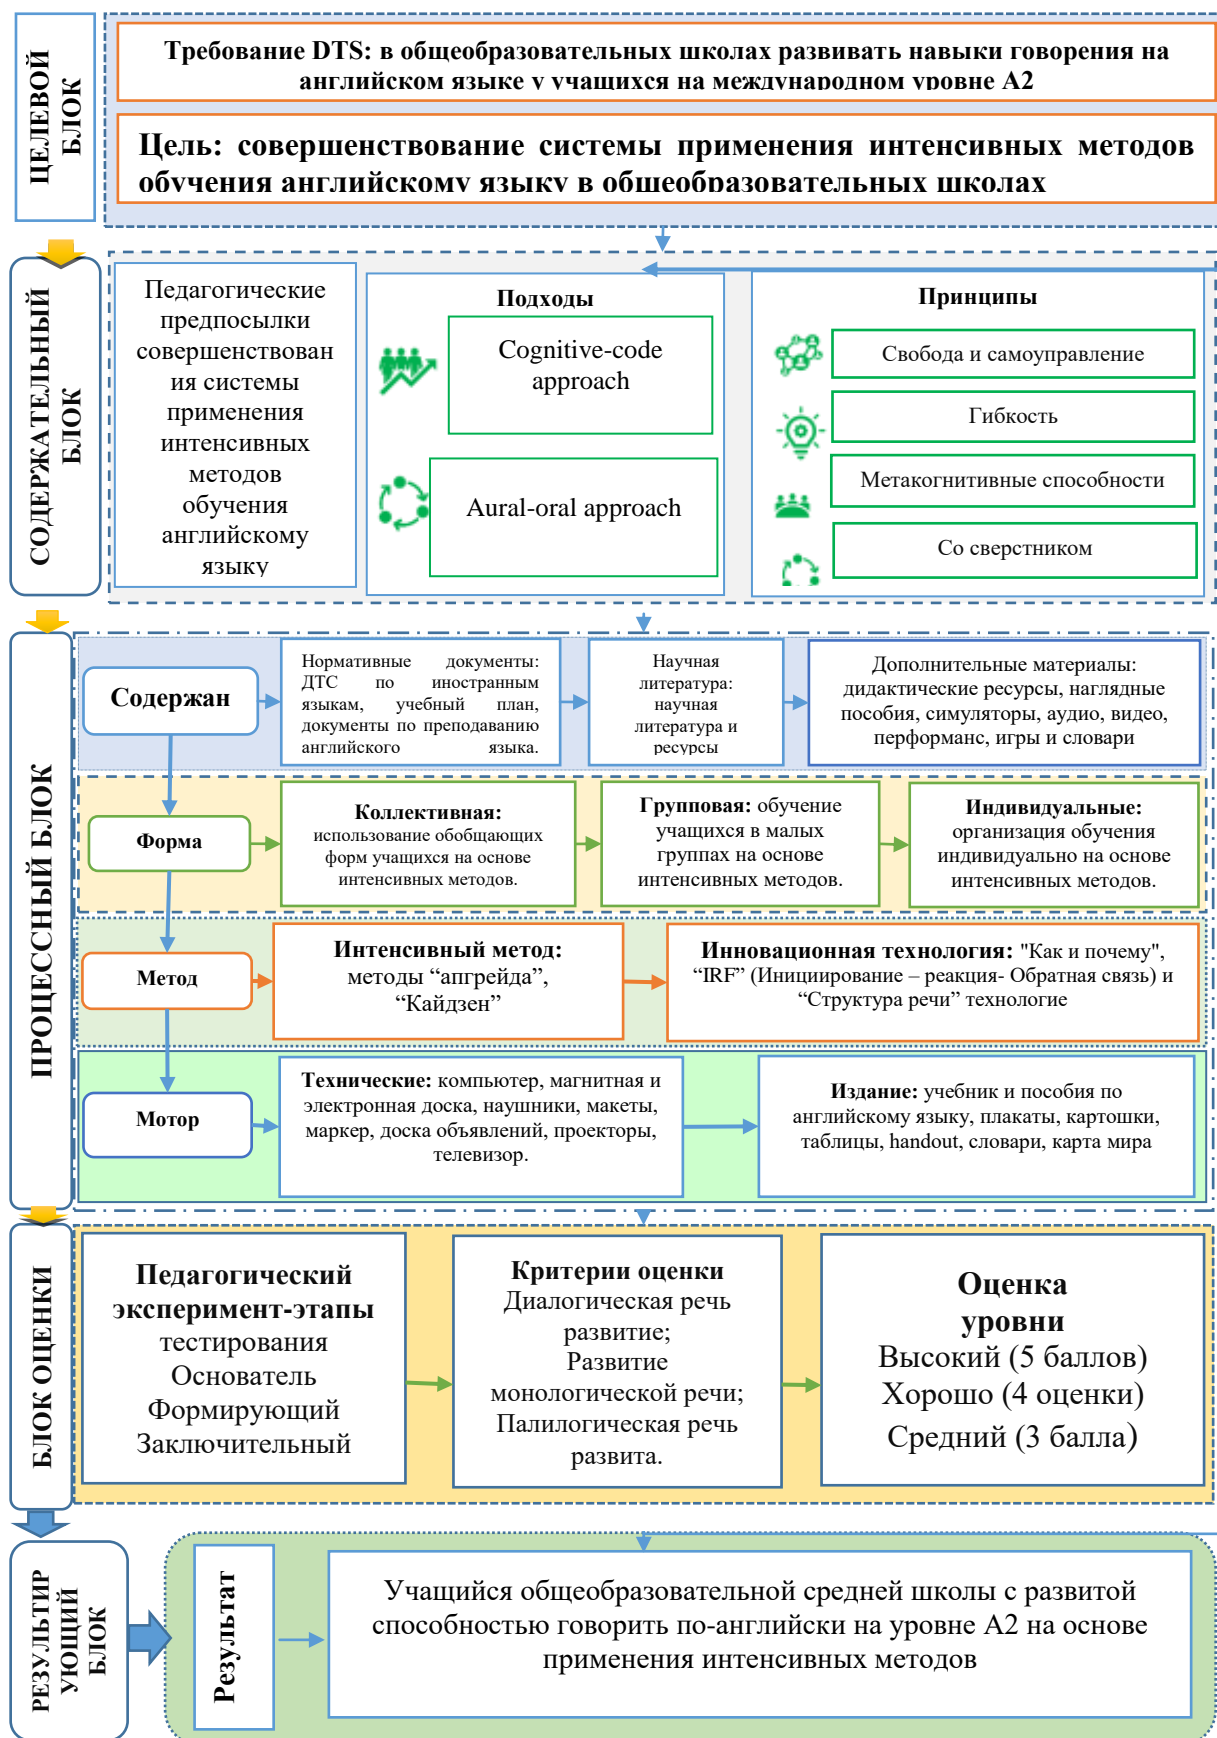 ЦЕЛЕВОЙ
БЛОК
Требование DTS: в общеобразовательных школах развивать навыки говорения на
английском языке у учащихся на международном уровне А2
Цель: совершенствование системы применения интенсивных методов
обучения английскому языку в общеобразовательных школах
СОДЕРЖАТЕЛЬНЫЙ
БЛОК
Педагогические
предпосылки
совершенствован
ия системы
применения
интенсивных
методов
обучения
английскому
языку
Подходы
Cognitive-code
approach
Aural-oral approach
Принципы
Свобода и самоуправление
Гибкость
Метакогнитивные способности
Со сверстником
ПРОЦЕССНЫЙ БЛОК
Содержан
Нормативные документы:
ДТС по иностранным
языкам, учебный план,
документы по преподаванию
английского языка.
Научная
литература:
научная
литература и
ресурсы
Дополнительные материалы:
дидактические ресурсы, наглядные
пособия, симуляторы, аудио, видео,
перформанс, игры и словари
Форма
Коллективная:
использование обобщающих
форм учащихся на основе
интенсивных методов.
Групповая: обучение
учащихся в малых
группах на основе
интенсивных методов.
Индивидуальные:
организация обучения
индивидуально на основе
интенсивных методов.
Метод
Интенсивный метод:
методы “апгрейда”,
“Кайдзен”
Инновационная технология: "Как и почему",
“IRF” (Инициирование – реакция- Обратная связь) и
“Структура речи” технологие
Мотор
Технические: компьютер, магнитная и
электронная доска, наушники, макеты,
маркер, доска объявлений, проекторы,
телевизор.
Издание: учебник и пособия по
английскому языку, плакаты, картошки,
таблицы, handout, словари, карта мира
БЛОК ОЦЕНКИ
Педагогический
эксперимент-этапы
тестирования
Основатель
Формирующий
Заключительный
Критерии оценки
Диалогическая речь
развитие;
Развитие
монологической речи;
Палилогическая речь
развита.
Оценка
уровни
Высокий (5 баллов)
Хорошо (4 оценки)
Средний (3 балла)
РЕЗУЛЬТИР
УЮЩИЙ
БЛОК
Результат
Учащийся общеобразовательной средней школы с развитой
способностью говорить по-английски на уровне А2 на основе
применения интенсивных методов